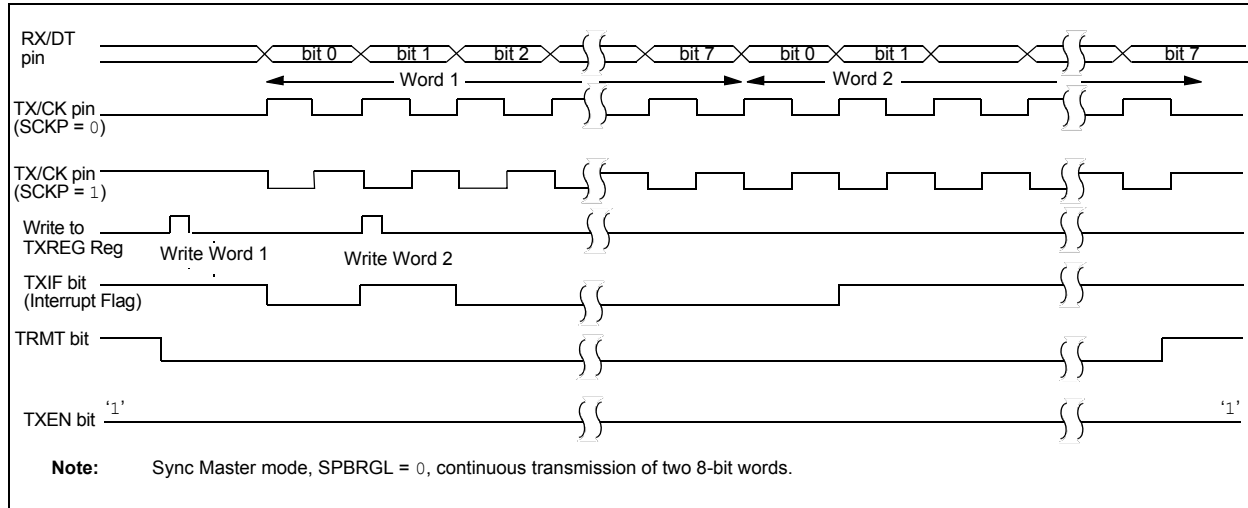 RX/DT
pin
bit 0 bit 1 bit 2 bit 7 bit 0 bit 1 bit 7
Word 1 Word 2
TX/CK pin
(SCKP = 0)
TX/CK pin
(SCKP = 1)
Write to
TXREG Reg
Write Word 1 Write Word 2
TXIF bit
(Interrupt Flag)
TRMT bit
‘1’ ‘1’
TXEN bit
Note: Sync Master mode, SPBRGL = 0, continuous transmission of two 8-bit words.